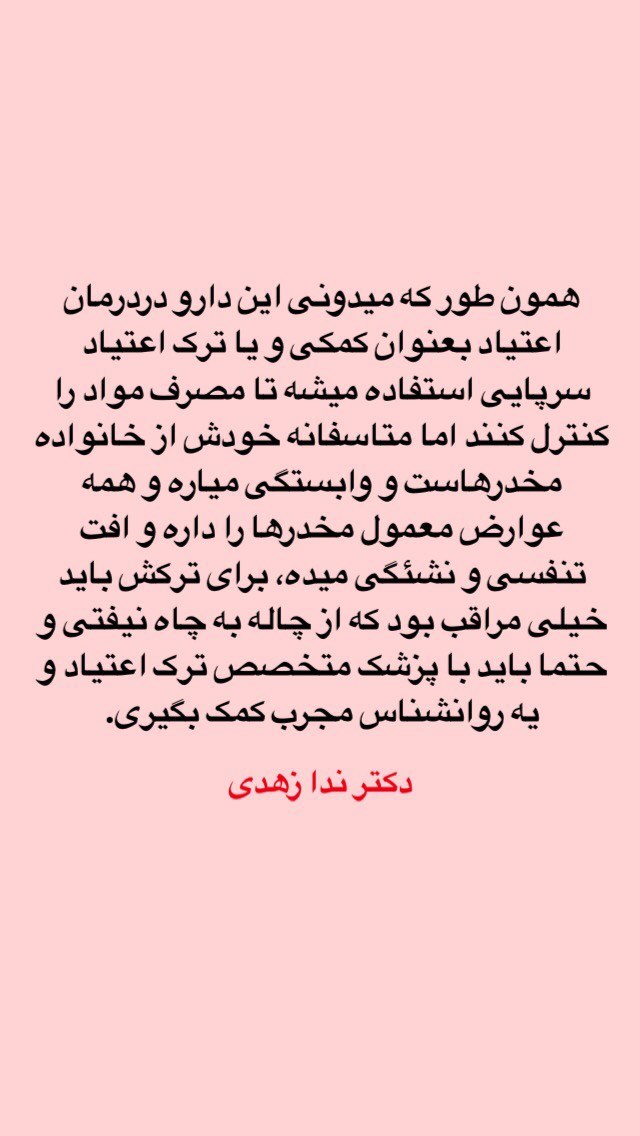 همون طور که میدونی این دارو دردرمان
اعتیاد بعنوان کمکی و یا ترک اعتیاد
سرپایی استفاده میشه تا مصرف مواد را
کنترل کنند اما متاسفانه خودش از خانواده
مخدرهاست و وابستگی میاره و همه
عوارض معمول مخدرها را داره و افت
تنفسی و نشئگی میده، برای ترکش باید
خیلی مراقب بود که از چاله به چاه نیفتی و
حتما باید با پزشک متخصص ترک اعتیاد و
یه روانشناس مجرب کمک بگیری.
دکتر ندا زهدی